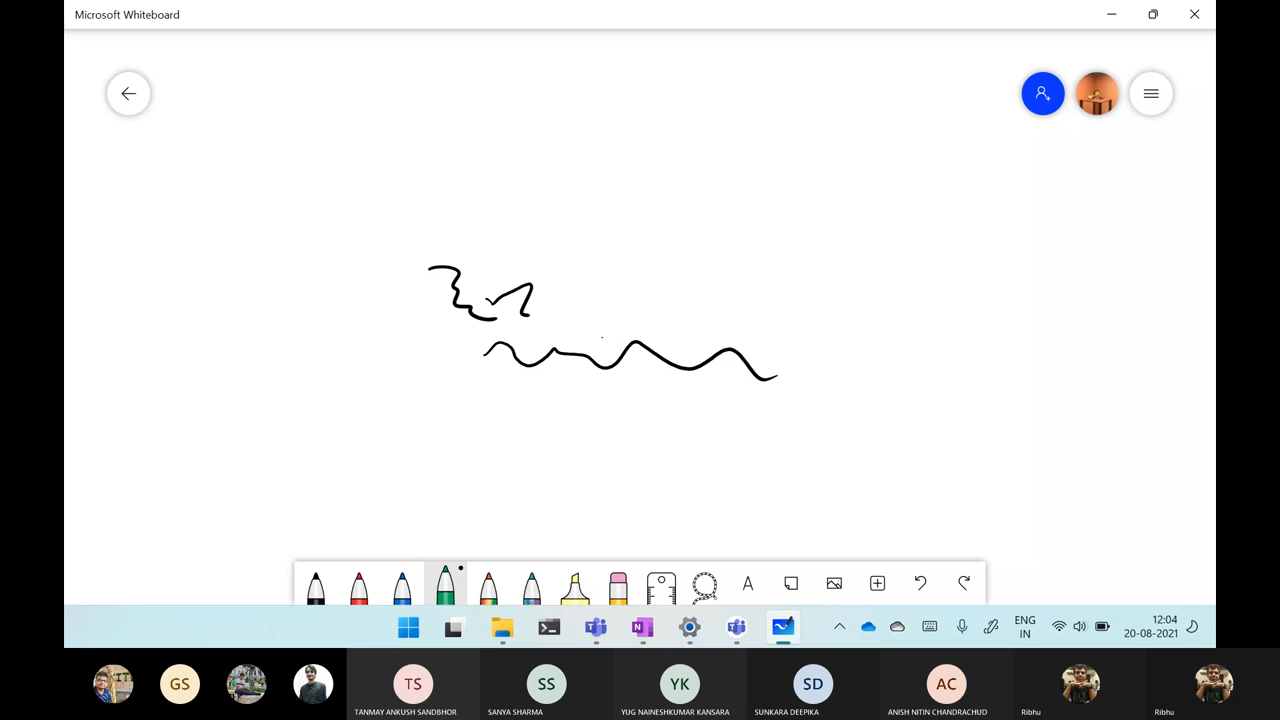 Microsoft Whiteboard
A
ENG
IN
12:04
20-08-2021
GS
TS
SS
YK
SD
AC
TANMAY ANKUSH SANDBHOR
SANYA SHARMA
YUG NAINESHKUMAR KANSARA
SUNKARA DEEPIKA
ANISH NITIN CHANDRACHUD
Ribhu
Ribhu